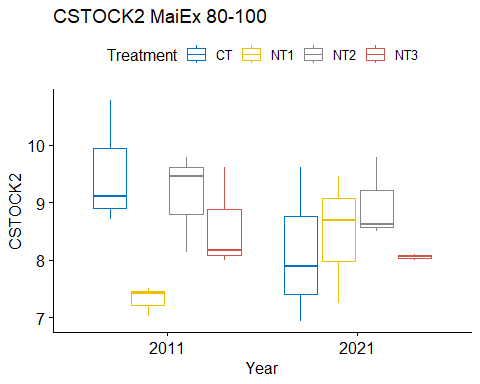 CSTOCK2 MaiEx 80-100
Treatment CT NT1 NT2 NT3
CSTOCK2
10
9
8
7
2011 2021
Year